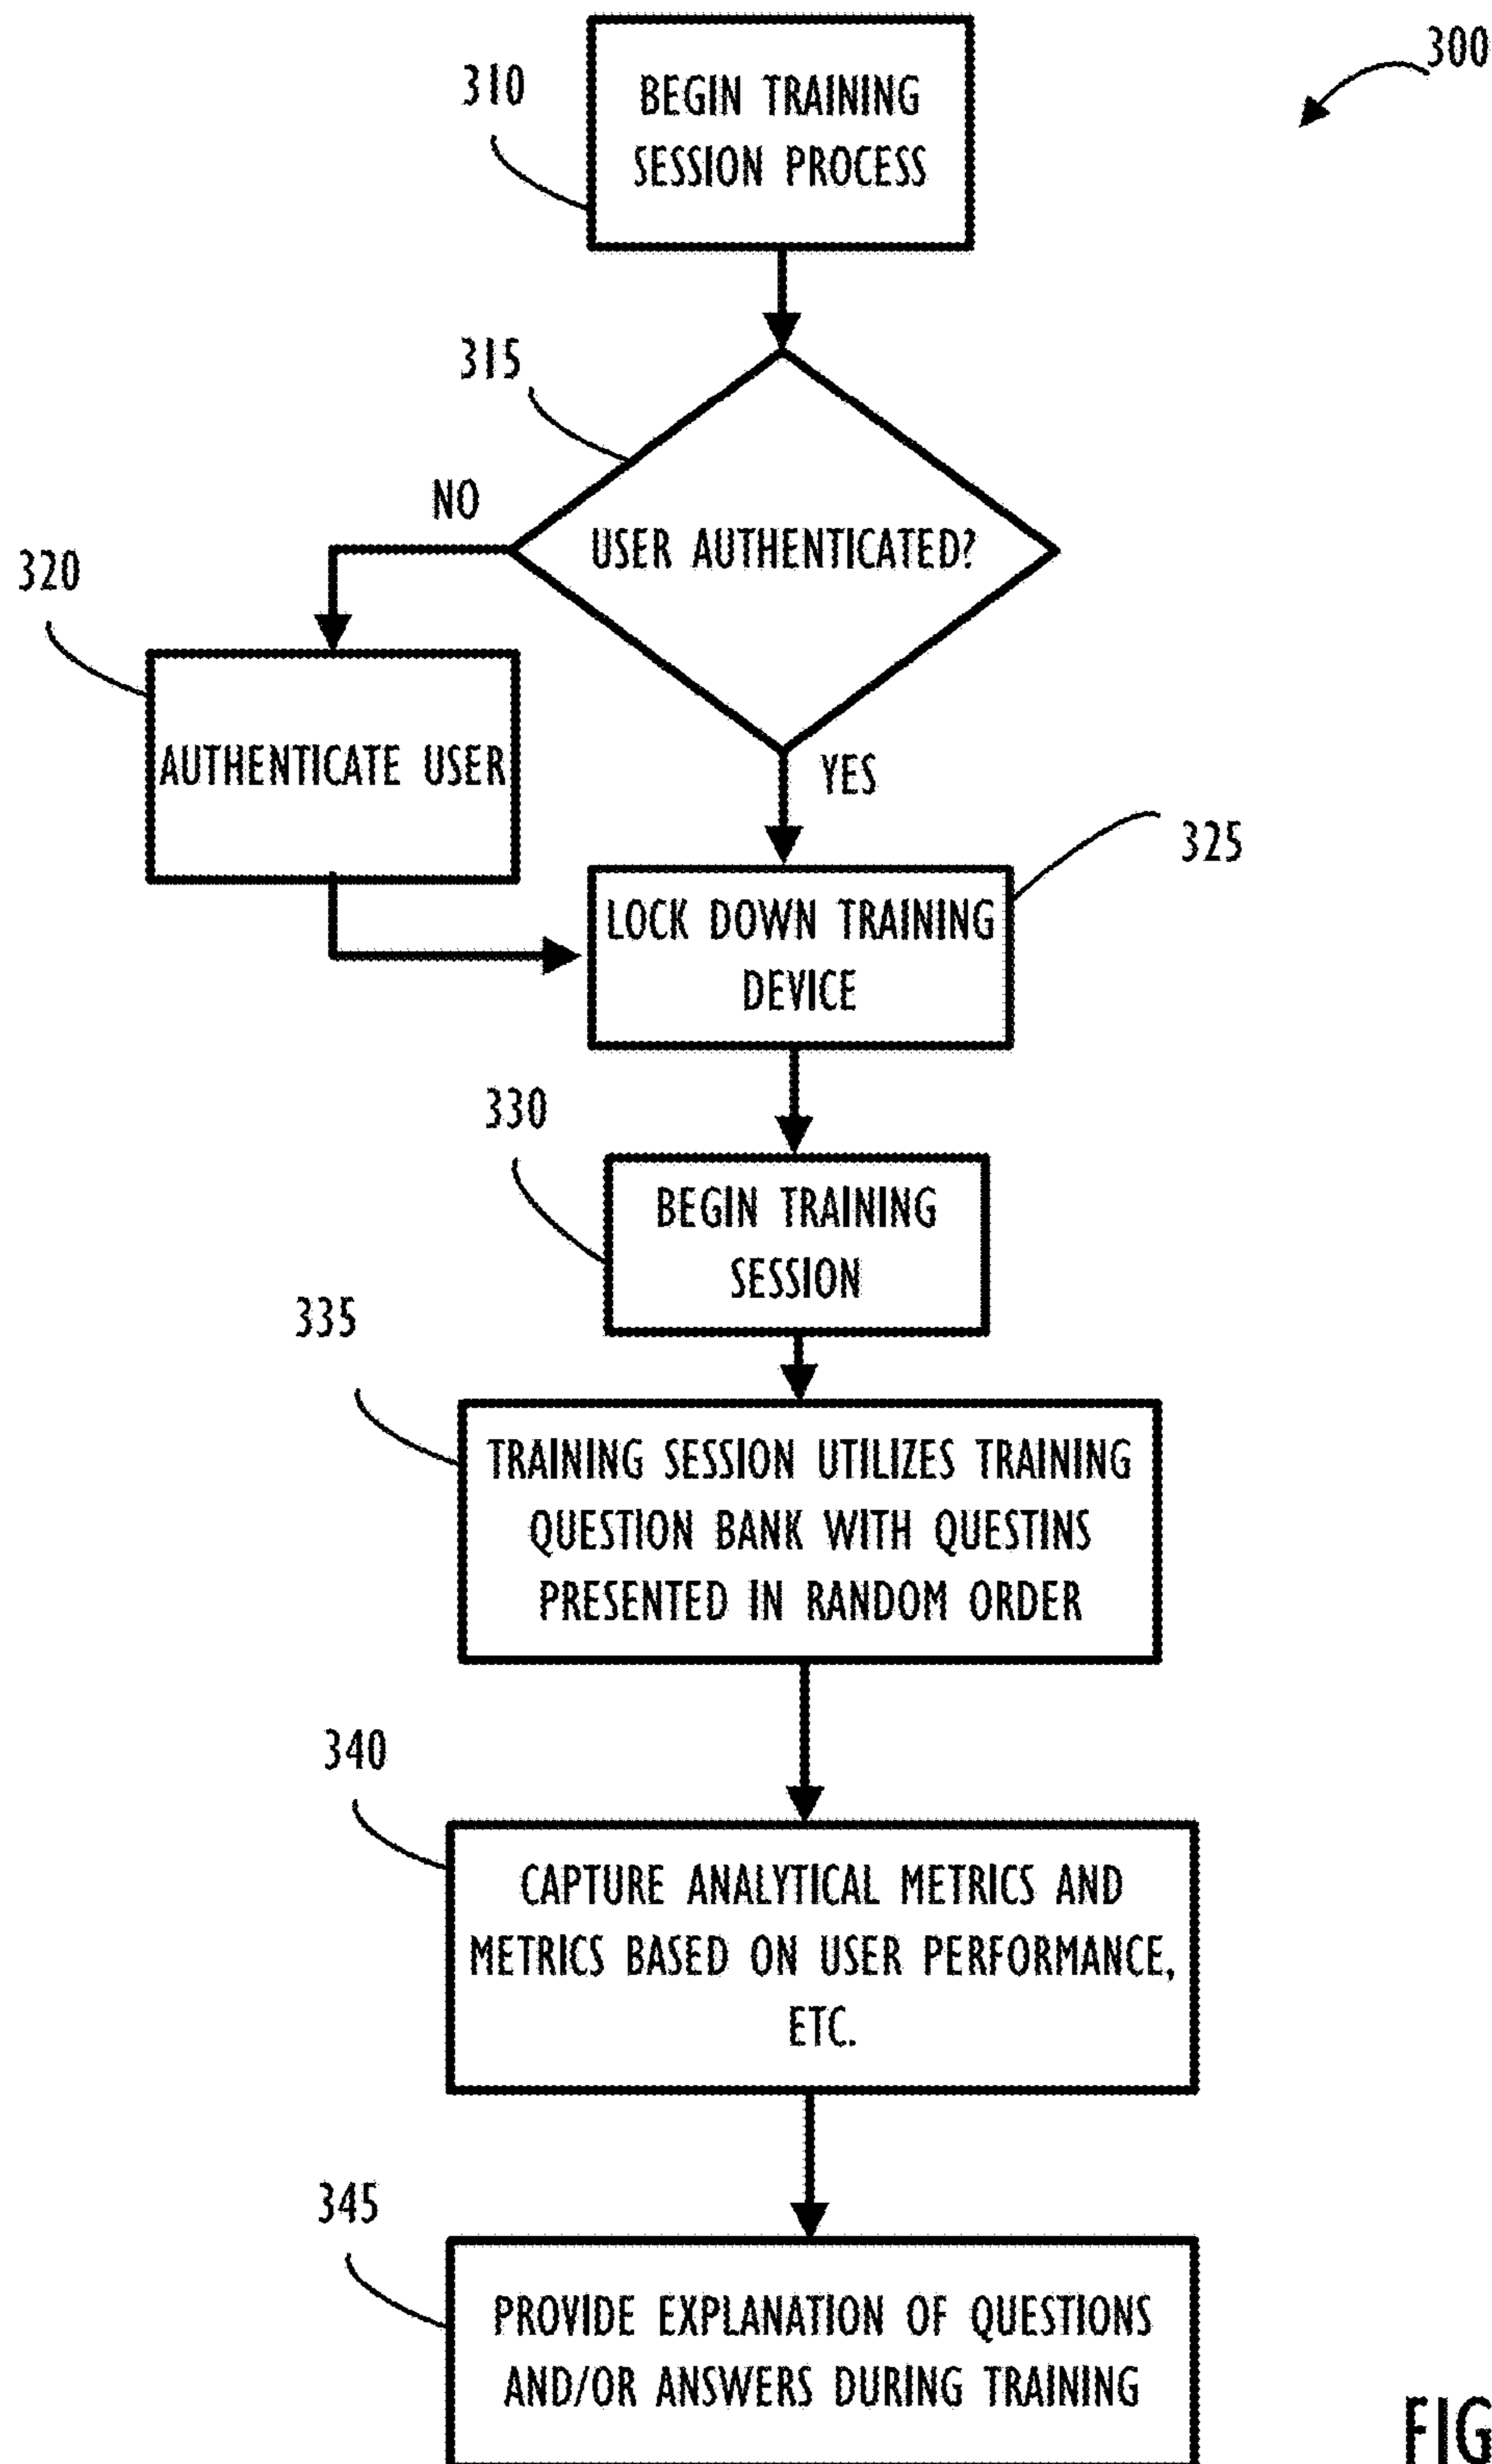 300
310
BEGIN TRAINING
SESSION PROCESS
315
NO
USER AUTHENTICATED?
320
AUTHENTICATE USER
YES
325
LOCK DOWN TRAINING
DEVICE
330
BEGIN TRAINING
SESSION
335
TRAINING SESSION UTILIZES TRAINING
QUESTION BANK WITH QUESTINS
PRESENTED IN RANDOM ORDER
340
CAPTURE ANALYTICAL METRICS AND
METRICS BASED ON USER PERFORMANCE,
ETC.
345
PROVIDE EXPLANATION OF QUESTIONS
AND/OR ANSWERS DURING TRAINING
FIG